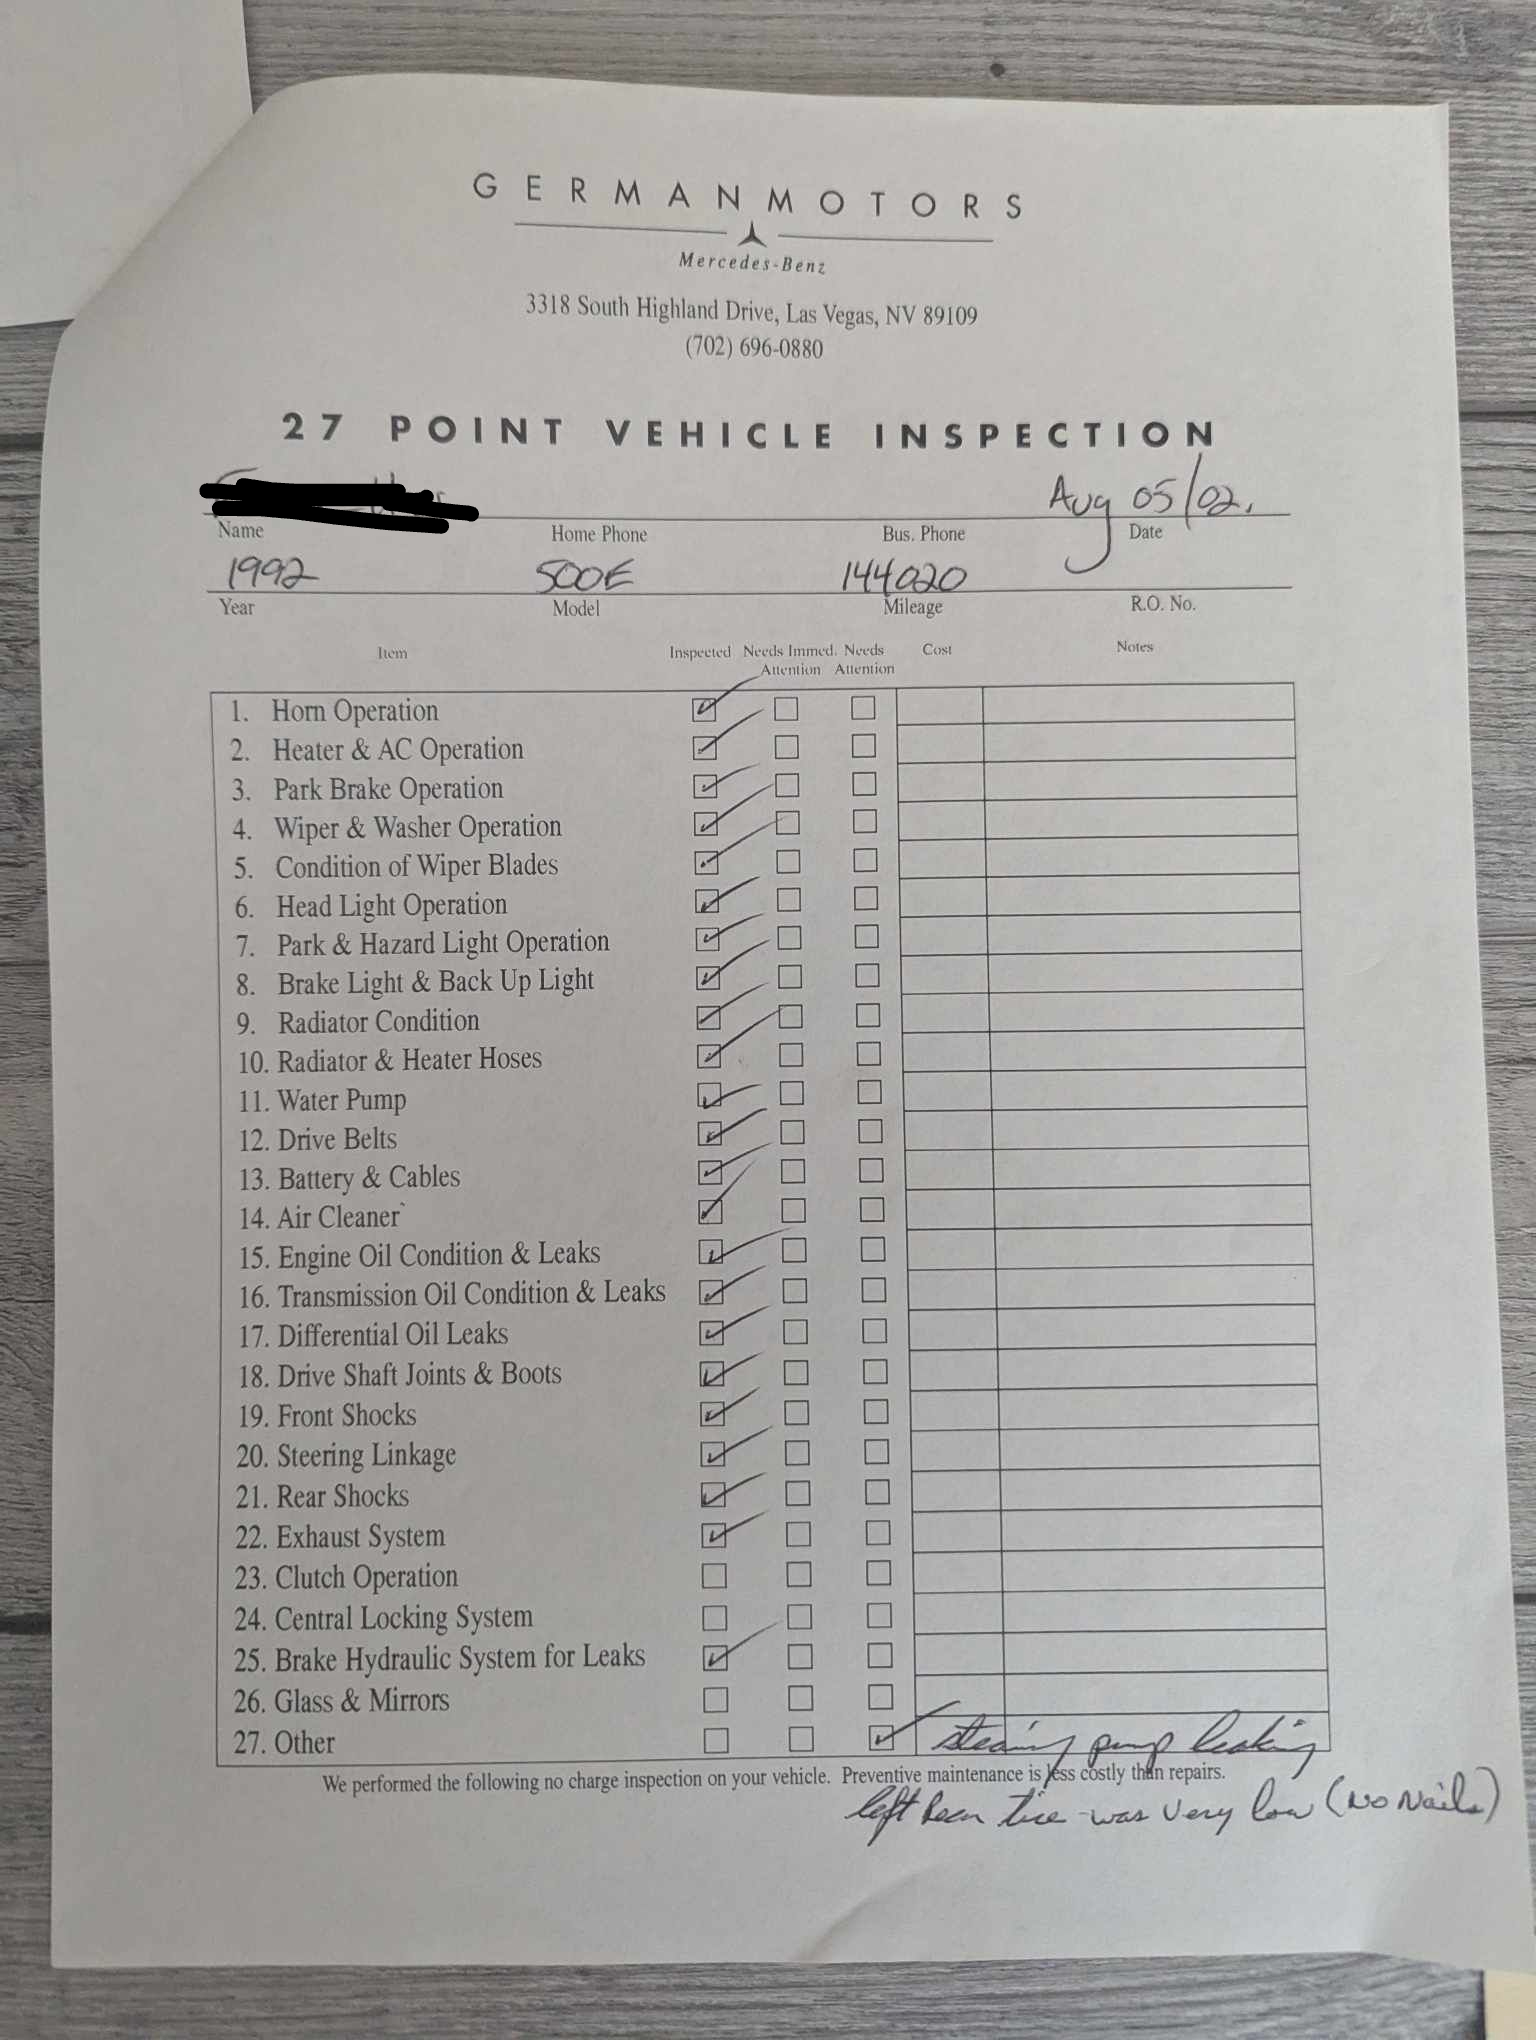 GERMANMOTORS
Mercedes-Benz
3318 South Highland Drive, Las Vegas, NV 89109
(702) 696-0880
27 POINT VEHICLE INSPECTION
Aug 05/02.
Name Home Phone Bus. Phone Date
1992 500E 144020
Year Model Mileage R.O. No.
Item Inspected Needs Immed. Attention Needs Attention Cost Notes
1. Horn Operation
2. Heater & AC Operation
3. Park Brake Operation
4. Wiper & Washer Operation
5. Condition of Wiper Blades
6. Head Light Operation
7. Park & Hazard Light Operation
8. Brake Light & Back Up Light
9. Radiator Condition
10. Radiator & Heater Hoses
11. Water Pump
12. Drive Belts
13. Battery & Cables
14. Air Cleaner
15. Engine Oil Condition & Leaks
16. Transmission Oil Condition & Leaks
17. Differential Oil Leaks
18. Drive Shaft Joints & Boots
19. Front Shocks
20. Steering Linkage
21. Rear Shocks
22. Exhaust System
23. Clutch Operation
24. Central Locking System
25. Brake Hydraulic System for Leaks
26. Glass & Mirrors
27. Other steering pump leaking
We performed the following no charge inspection on your vehicle. Preventive maintenance is less costly than repairs.
left Rear tire was very low (No Nails)